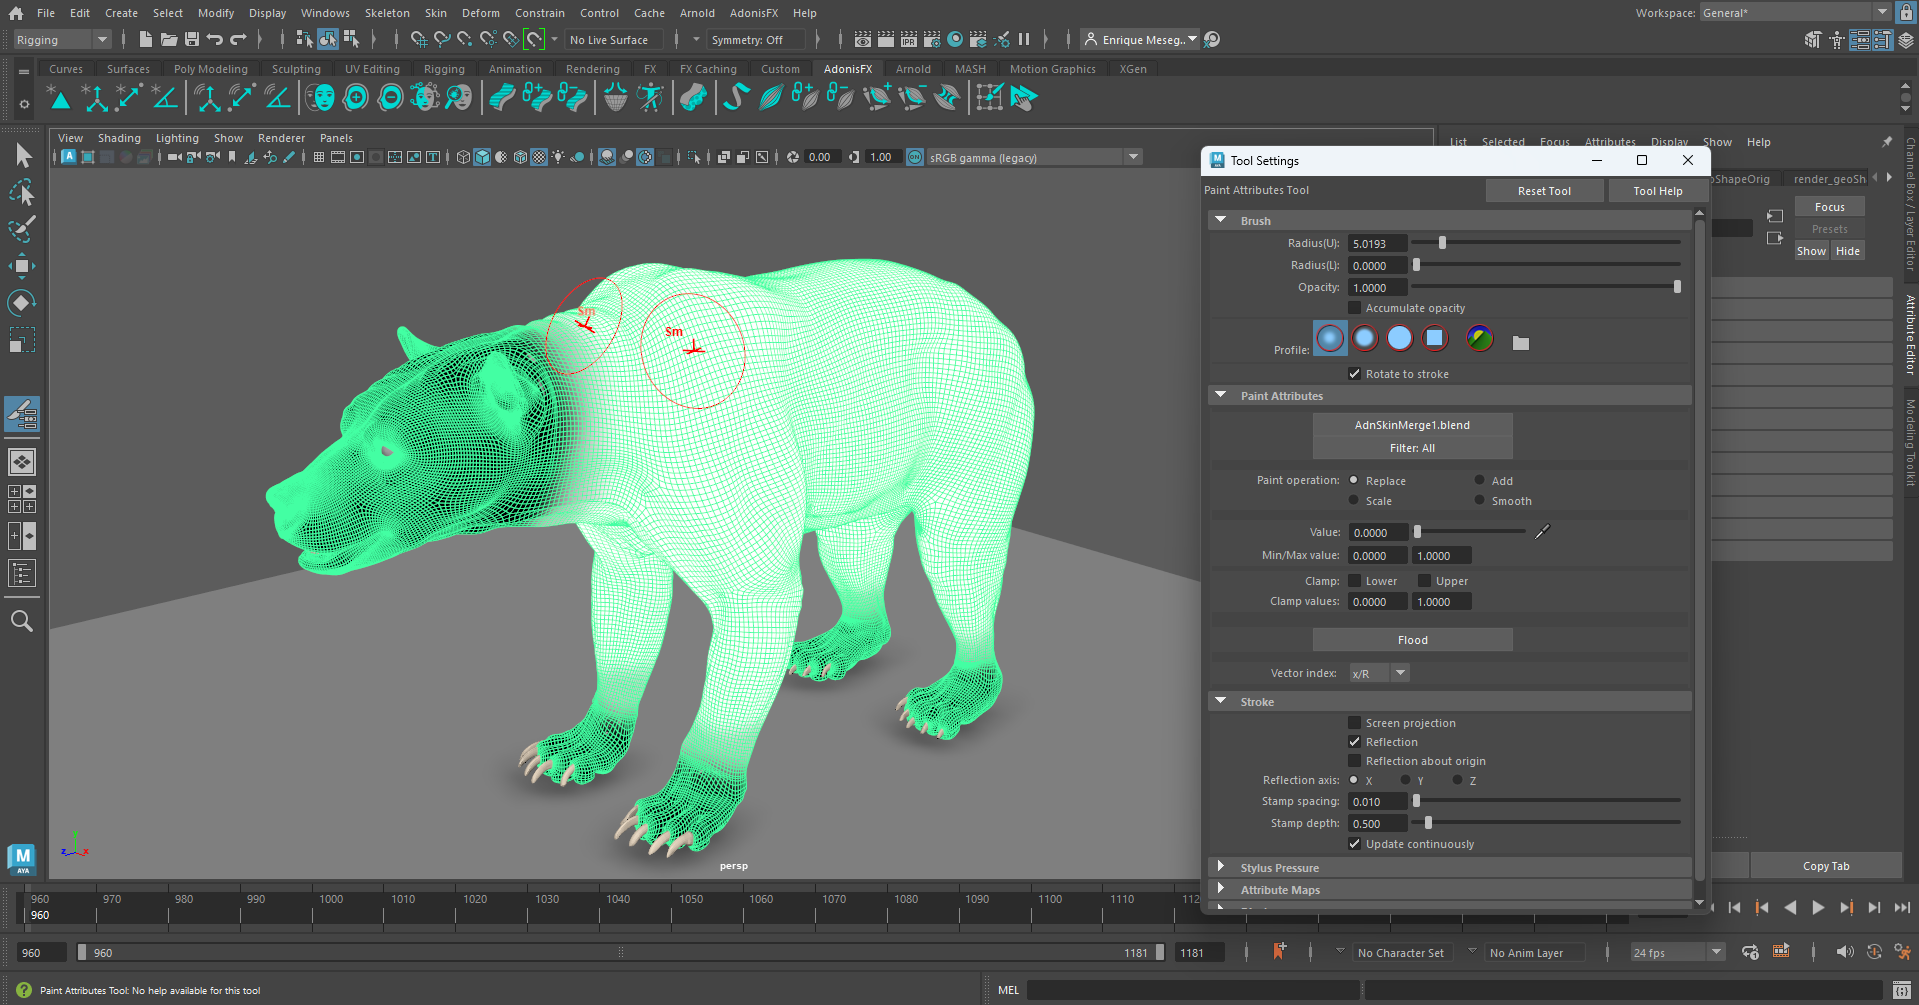 File Edit Create Select Modify Display Windows Skeleton Skin Deform Constrain Control Cache Arnold AdonisFX Help
Workspace: General*
Rigging
No Live Surface
Symmetry: Off
IPR
Enrique Meseg..
Curves Surfaces Poly Modeling Sculpting UV Editing Rigging Animation Rendering FX FX Caching Custom AdonisFX Arnold MASH Motion Graphics XGen
View Shading Lighting Show Renderer Panels
0.00
1.00
ON
sRGB gamma (legacy)
List Selected Focus Attributes Display Show Help
oShapeOrig
render_geoSh
Focus
Presets
Show
Hide
Channel Box / Layer Editor
Attribute Editor
Modeling Toolkit
M
Tool Settings
Paint Attributes Tool
Reset Tool
Tool Help
Brush
Radius(U): 5.0193
Radius(L): 0.0000
Opacity: 1.0000
Accumulate opacity
Profile:
Rotate to stroke
Paint Attributes
AdnSkinMerge1.blend
Filter: All
Paint operation: Replace Add
Scale Smooth
Value: 0.0000
Min/Max value: 0.0000 1.0000
Clamp: Lower Upper
Clamp values: 0.0000 1.0000
Flood
Vector index: x/R
Stroke
Screen projection
Reflection
Reflection about origin
Reflection axis: X Y Z
Stamp spacing: 0.010
Stamp depth: 0.500
Update continuously
Stylus Pressure
Attribute Maps
Sm
Sm
y
z
x
persp
M
AYA
Copy Tab
960 970 980 990 1000 1010 1020 1030 1040 1050 1060 1070 1080 1090 1100 1110 112
960
960
960
1181
1181
No Character Set
No Anim Layer
24 fps
Paint Attributes Tool: No help available for this tool
MEL